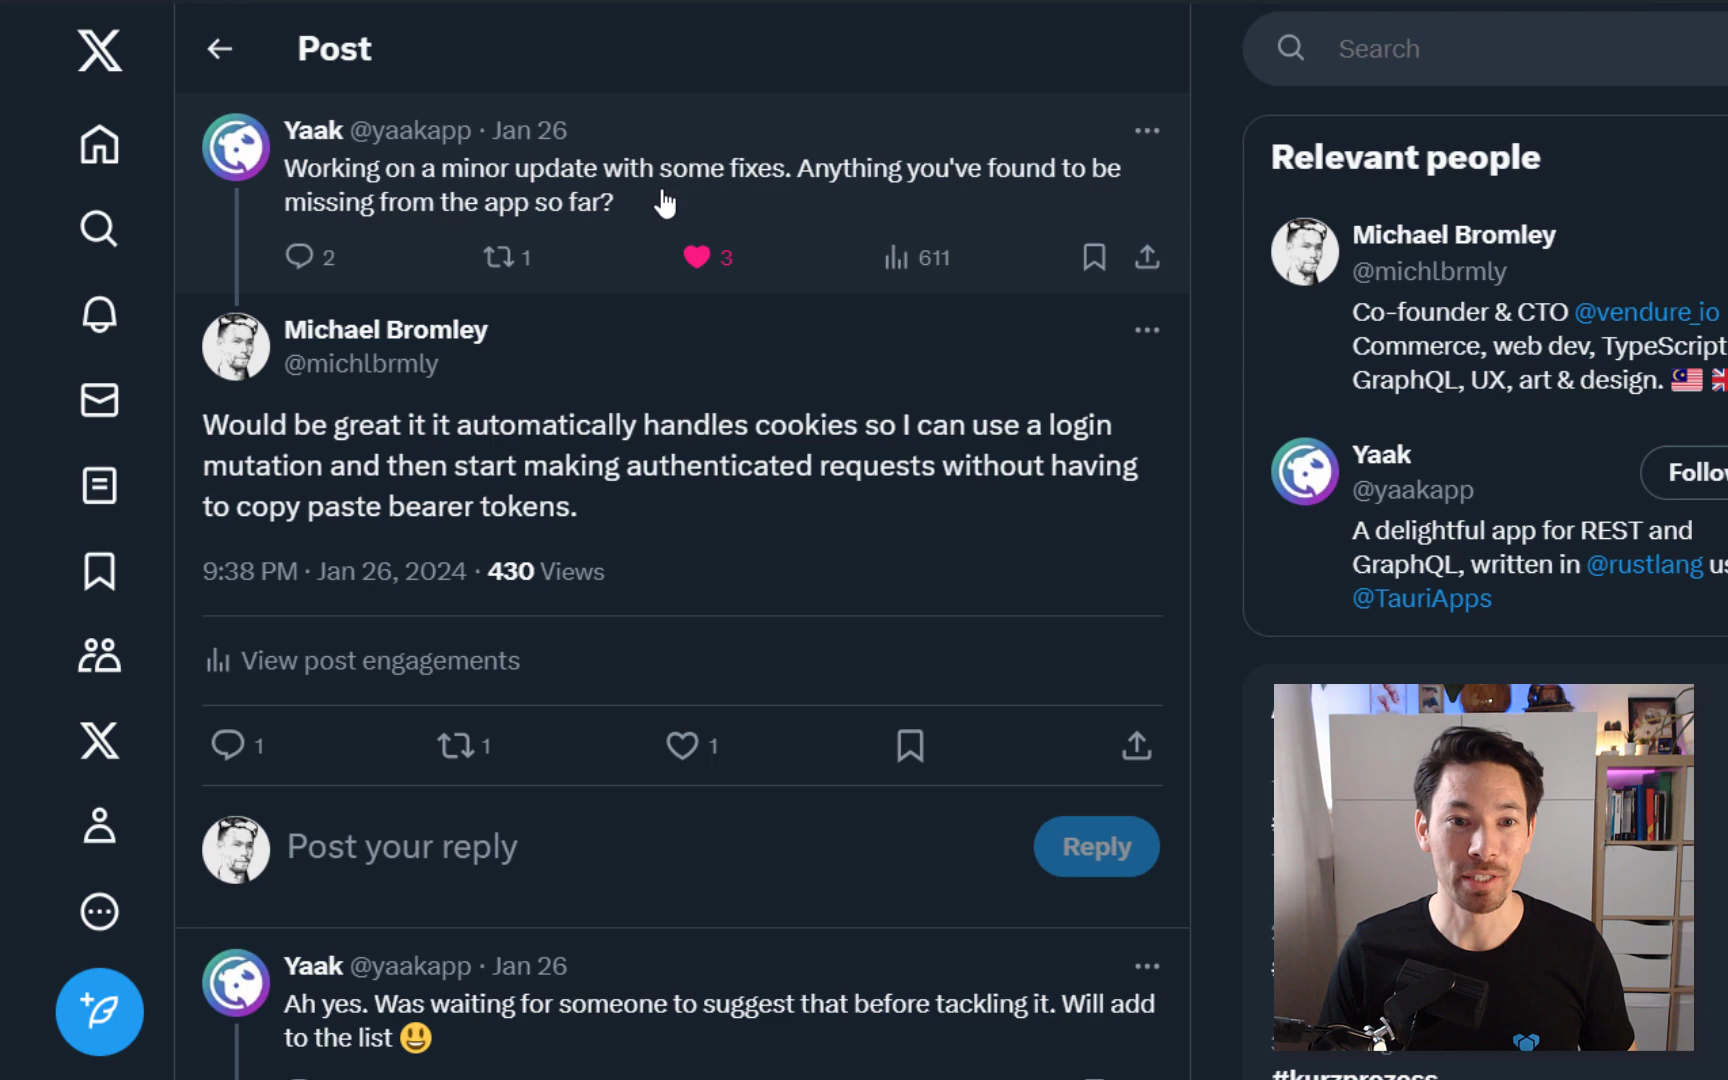 Post
Search
Yaak @yaakapp · Jan 26
Working on a minor update with some fixes. Anything you've found to be
missing from the app so far?
2
1
3
611
Michael Bromley
@michlbrmly
Would be great it it automatically handles cookies so I can use a login
mutation and then start making authenticated requests without having
to copy paste bearer tokens.
9:38 PM · Jan 26, 2024 · 430 Views
View post engagements
1
1
1
Post your reply
Reply
Yaak @yaakapp · Jan 26
Ah yes. Was waiting for someone to suggest that before tackling it. Will add
to the list 😃
Relevant people
Michael Bromley
@michlbrmly
Co-founder & CTO @vendure_io
Commerce, web dev, TypeScript
GraphQL, UX, art & design. 🇲🇾 🇬🇧
Yaak
@yaakapp
Follo
A delightful app for REST and
GraphQL, written in @rustlang us
@TauriApps
#kurzprozess